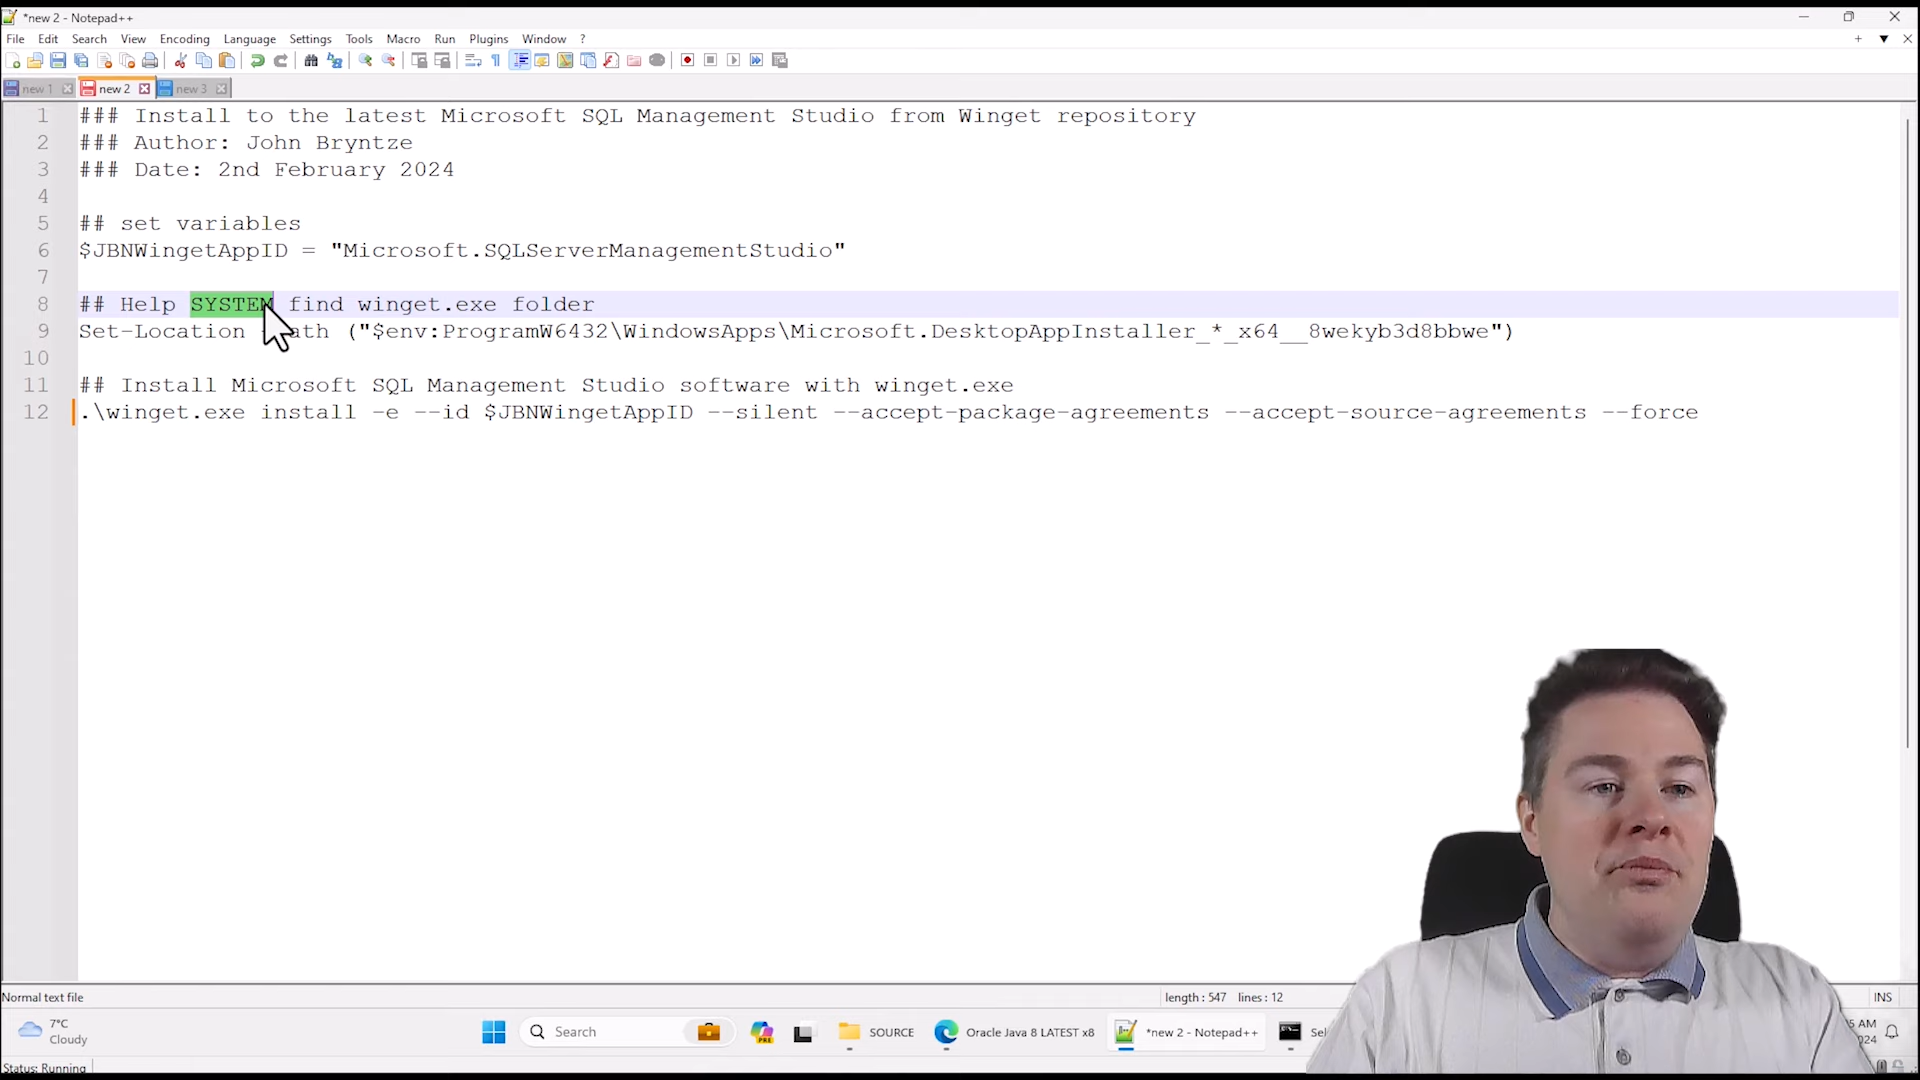 *new 2 - Notepad++
File Edit Search View Encoding Language Settings Tools Macro Run Plugins Window ?
new 1 new 2 new 3
1 ### Install to the latest Microsoft SQL Management Studio from Winget repository
2 ### Author: John Bryntze
3 ### Date: 2nd February 2024
4
5 ## set variables
6 $JBNWingetAppID = "Microsoft.SQLServerManagementStudio"
7
8 ## Help SYSTEM find winget.exe folder
9 Set-Location ath ("$env:ProgramW6432\WindowsApps\Microsoft.DesktopAppInstaller_*_x64__8wekyb3d8bbwe")
10
11 ## Install Microsoft SQL Management Studio software with winget.exe
12 .\winget.exe install -e --id $JBNWingetAppID --silent --accept-package-agreements --accept-source-agreements --force
Normal text file length : 547 lines : 12 INS
7°C
Cloudy
Search SOURCE Oracle Java 8 LATEST x8 *new 2 - Notepad++ Sel
5 AM
024
Status: Running